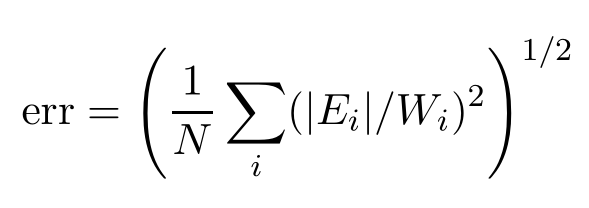 err = ( 1/N ∑_i (|E_i|/W_i)^2 )^{1/2}